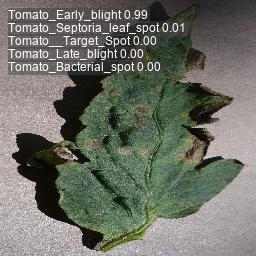 Tomato_Early_blight 0.99
Tomato_Septoria_leaf_spot 0.01
Tomato__Target_Spot 0.00
Tomato_Late_blight 0.00
Tomato_Bacterial_spot 0.00